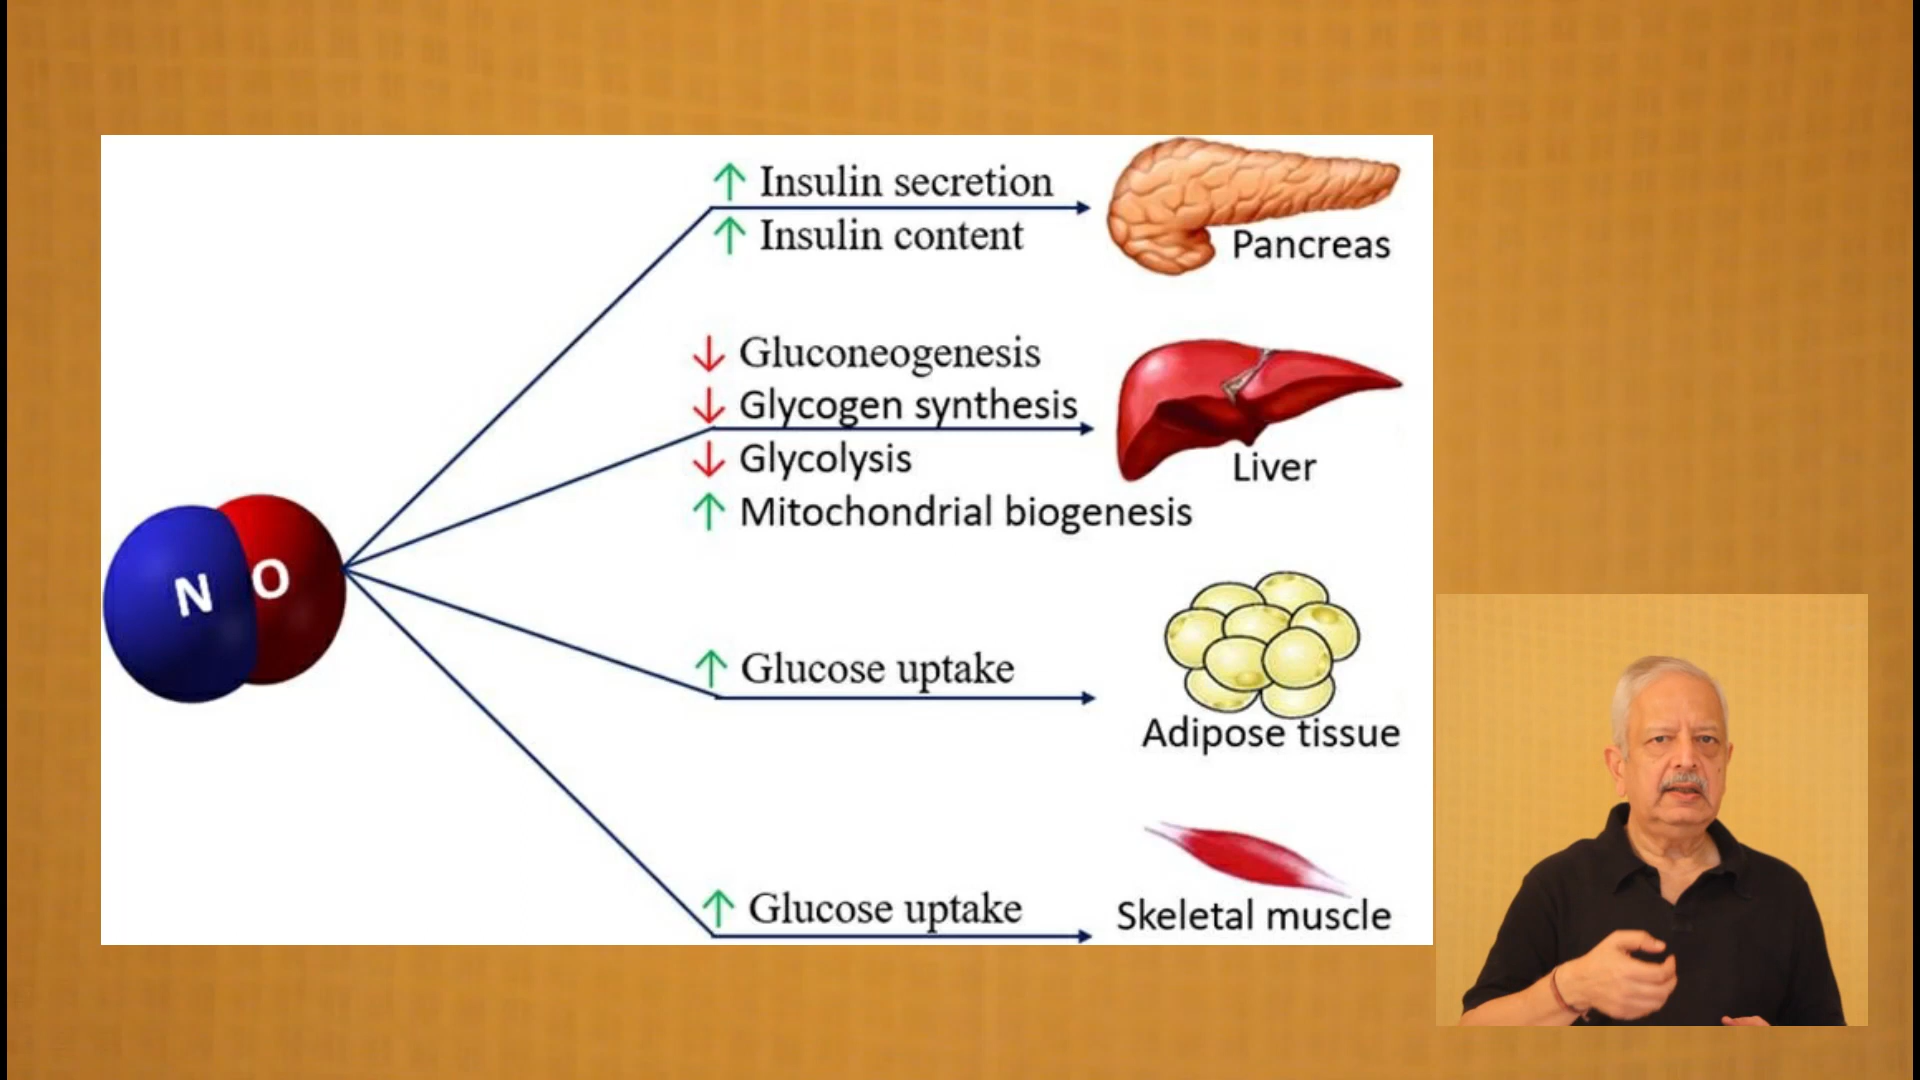 ↑ Insulin secretion
↑ Insulin content
Pancreas
↓ Gluconeogenesis
↓ Glycogen synthesis
↓ Glycolysis
↑ Mitochondrial biogenesis
Liver
N O
↑ Glucose uptake
Adipose tissue
↑ Glucose uptake
Skeletal muscle